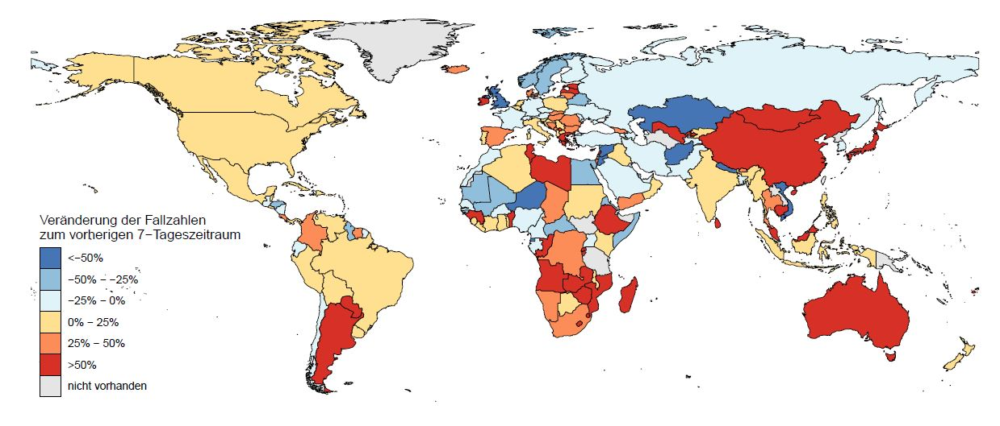 Veränderung der Fallzahlen
zum vorherigen 7−Tageszeitraum
<−50%
−50% − −25%
−25% − 0%
0% − 25%
25% − 50%
>50%
nicht vorhanden